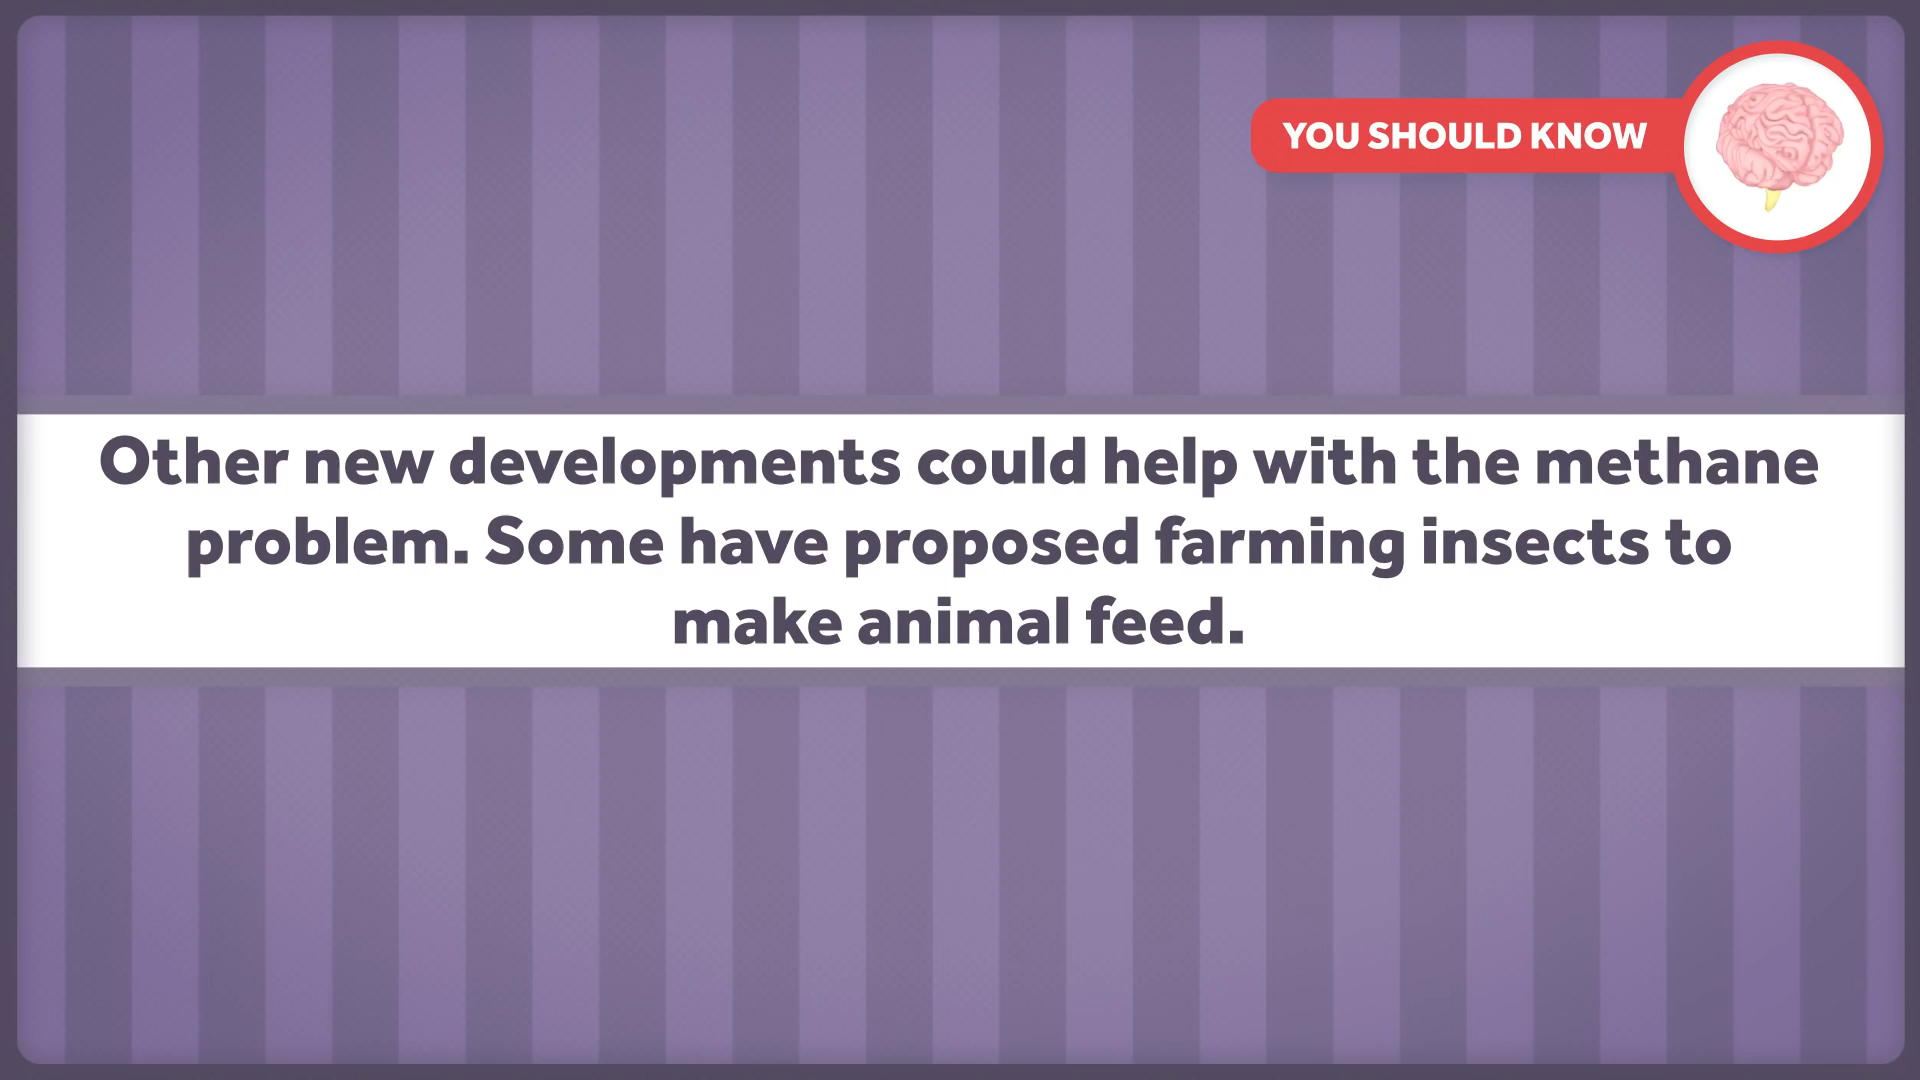 YOU SHOULD KNOW
Other new developments could help with the methane
problem. Some have proposed farming insects to
make animal feed.